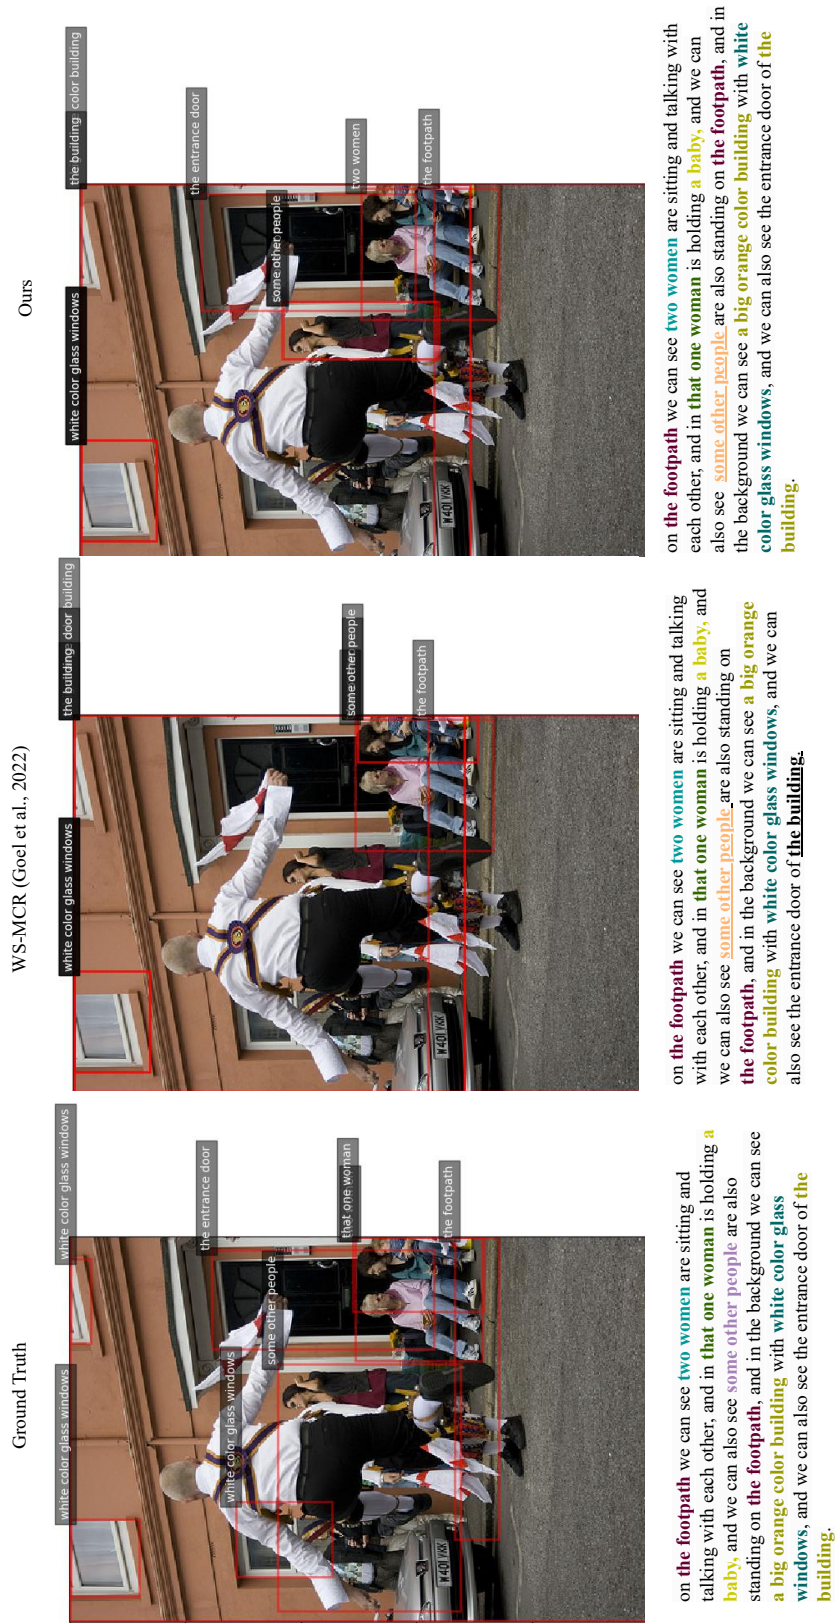 Ground Truth
WS-MCR (Goel et al., 2022)
Ours
white color glass windows
white color glass windows
the entrance door
white color glass windows
some other people
that one woman
the footpath
W401 VKK
white color glass windows
the building
door building
some other people
the footpath
W401 VKK
white color glass windows
the building
color building
the entrance door
some other people
two women
the footpath
W401 VKK
on the footpath we can see two women are sitting and
talking with each other, and in that one woman is holding a
baby, and we can also see some other people are also
standing on the footpath, and in the background we can see
a big orange color building with white color glass
windows, and we can also see the entrance door of the
building.
on the footpath we can see two women are sitting and talking
with each other, and in that one woman is holding a baby, and
we can also see some other people are also standing on
the footpath, and in the background we can see a big orange
color building with white color glass windows, and we can
also see the entrance door of the building.
on the footpath we can see two women are sitting and talking with
each other, and in that one woman is holding a baby, and we can
also see some other people are also standing on the footpath, and in
the background we can see a big orange color building with white
color glass windows, and we can also see the entrance door of the
building.